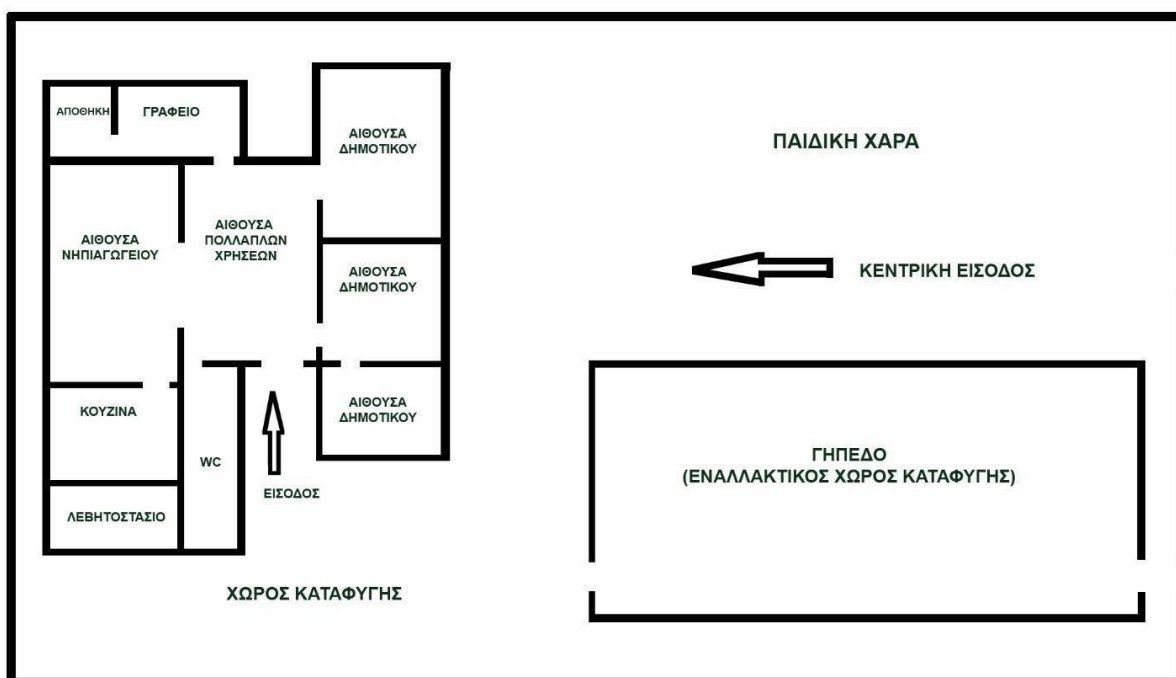 ΑΠΟΘΗΚΗ
ΓΡΑΦΕΙΟ
ΑΙΘΟΥΣΑ
ΔΗΜΟΤΙΚΟΥ
ΠΑΙΔΙΚΗ ΧΑΡΑ
ΑΙΘΟΥΣΑ
ΝΗΠΙΑΓΩΓΕΙΟΥ
ΑΙΘΟΥΣΑ
ΠΟΛΛΑΠΛΩΝ
ΧΡΗΣΕΩΝ
ΑΙΘΟΥΣΑ
ΔΗΜΟΤΙΚΟΥ
ΚΕΝΤΡΙΚΗ ΕΙΣΟΔΟΣ
ΚΟΥΖΙΝΑ
ΑΙΘΟΥΣΑ
ΔΗΜΟΤΙΚΟΥ
WC
ΕΙΣΟΔΟΣ
ΓΗΠΕΔΟ
(ΕΝΑΛΛΑΚΤΙΚΟΣ ΧΩΡΟΣ ΚΑΤΑΦΥΓΗΣ)
ΛΕΒΗΤΟΣΤΑΣΙΟ
ΧΩΡΟΣ ΚΑΤΑΦΥΓΗΣ